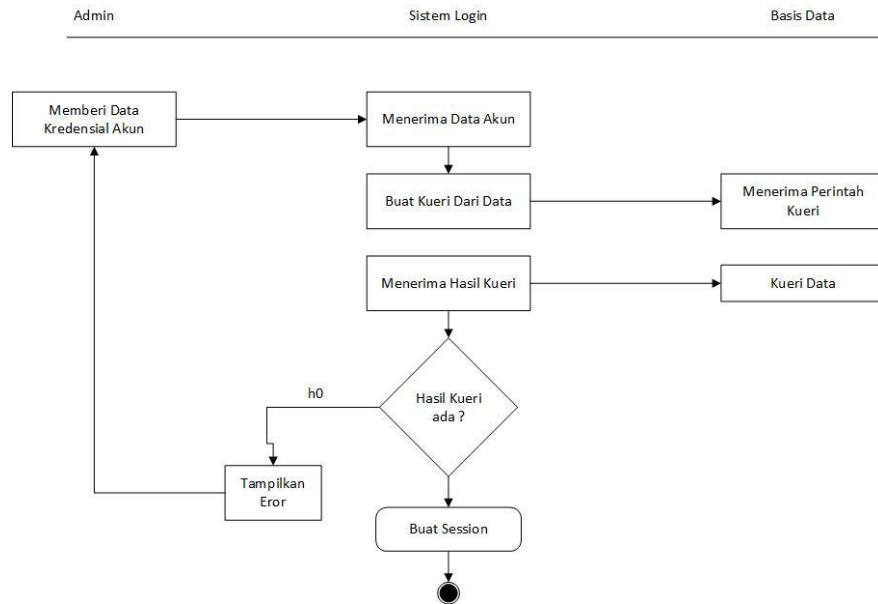 Admin
Sistem Login
Basis Data
Memberi Data
Kredensial Akun
Menerima Data Akun
Buat Kueri Dari Data
Menerima Perintah
Kueri
Menerima Hasil Kueri
Kueri Data
Hasil Kueri
ada ?
h0
Tampilkan
Eror
Buat Session